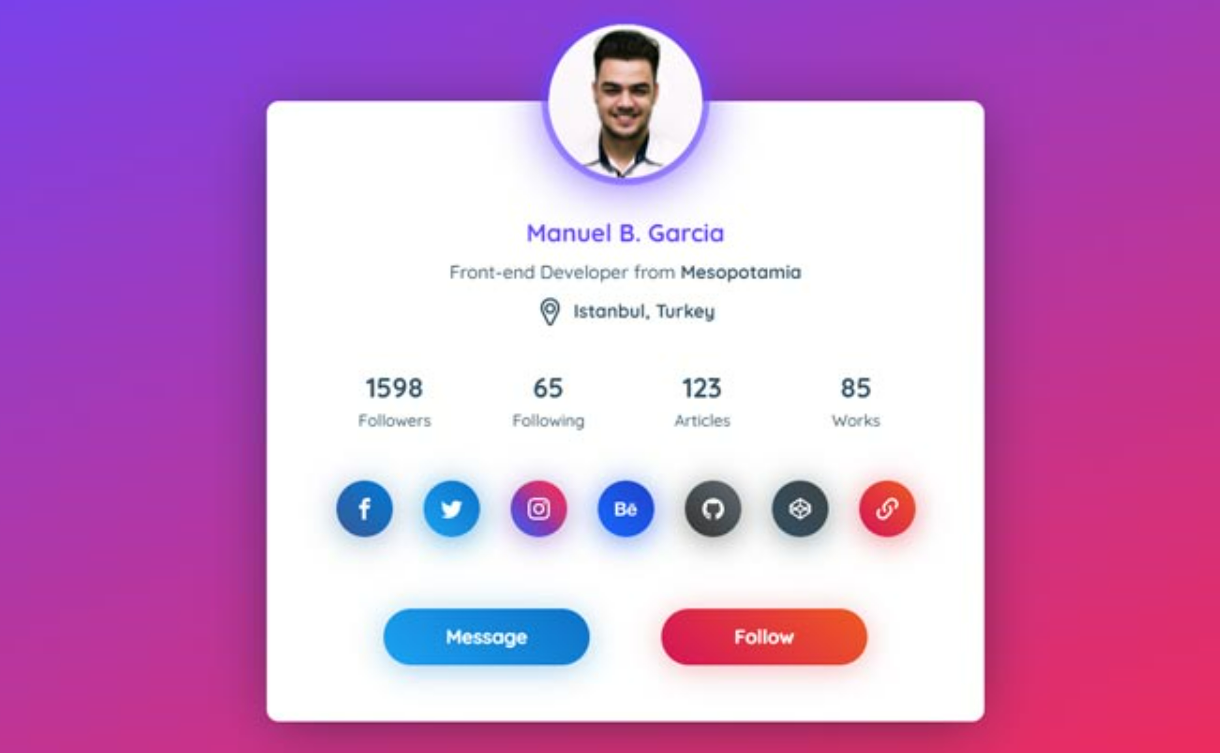 Manuel B. Garcia
Front-end Developer from Mesopotamia
Istanbul, Turkey
1598 65 123 85
Followers Following Articles Works
f Bē
Message Follow